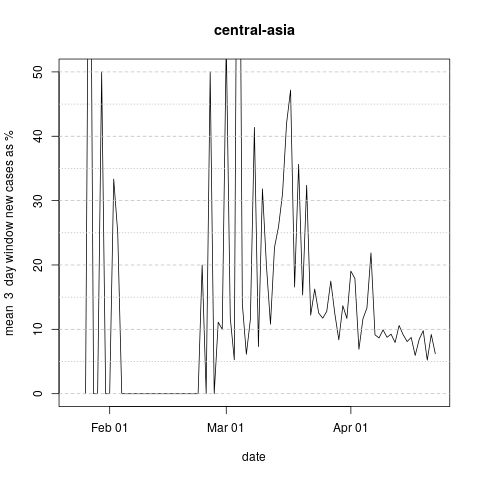 central-asia
mean 3 day window new cases as %
50
40
30
20
10
0
Feb 01
Mar 01
Apr 01
date